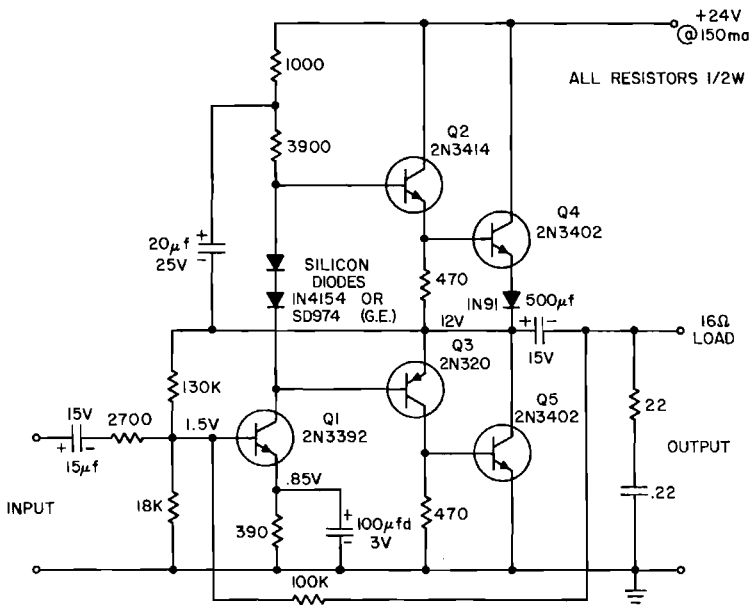 +24V
@150ma
1000
ALL RESISTORS 1/2W
Q2
2N3414
3900
Q4
2N3402
20µf
25V
+
-
SILICON
DIODES
IN4154 OR
SD974 (G.E.)
470
IN91
500µf
+ -
12V
15V
16Ω
LOAD
Q3
2N320
130K
Q5
2N3402
22
15V
+ -
15µf
2700
1.5V
Q1
2N3392
OUTPUT
.85V
INPUT
18K
390
+
-
100µfd
3V
470
.22
100K